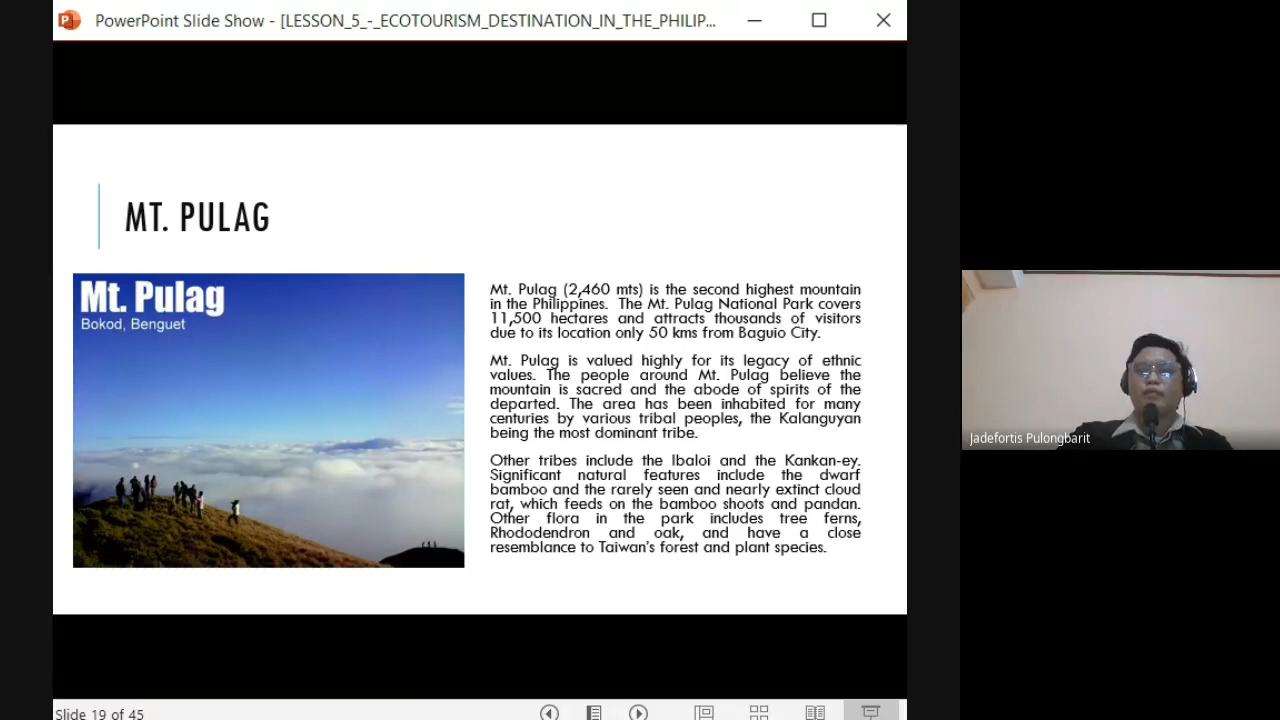 PowerPoint Slide Show - [LESSON_5_-_ECOTOURISM_DESTINATION_IN_THE_PHILIP...
MT. PULAG
Mt. Pulag
Bokod, Benguet
Mt. Pulag (2,460 mts) is the second highest mountain
in the Philippines. The Mt. Pulag National Park covers
11,500 hectares and attracts thousands of visitors
due to its location only 50 kms from Baguio City.
Mt. Pulag is valued highly for its legacy of ethnic
values. The people around Mt. Pulag believe the
mountain is sacred and the abode of spirits of the
departed. The area has been inhabited for many
centuries by various tribal peoples, the Kalanguyan
being the most dominant tribe.
Other tribes include the Ibaloi and the Kankan-ey.
Significant natural features include the dwarf
bamboo and the rarely seen and nearly extinct cloud
rat, which feeds on the bamboo shoots and pandan.
Other flora in the park includes tree ferns,
Rhododendron and oak, and have a close
resemblance to Taiwan's forest and plant species.
Jadefortis Pulongbarit
Slide 19 of 45